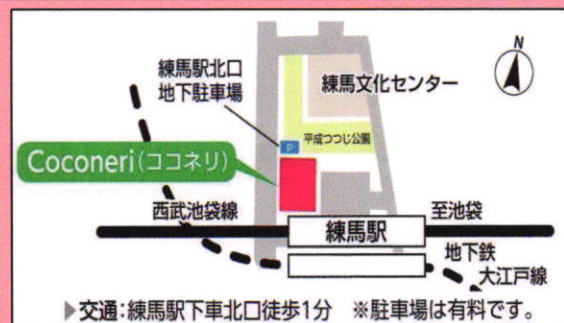 N
練馬駅北口
地下駐車場
練馬文化センター
P
平成つつじ公園
Coconeri(ココネリ)
西武池袋線
至池袋
練馬駅
地下鉄
大江戸線
▶交通:練馬駅下車北口徒歩1分 ※駐車場は有料です。